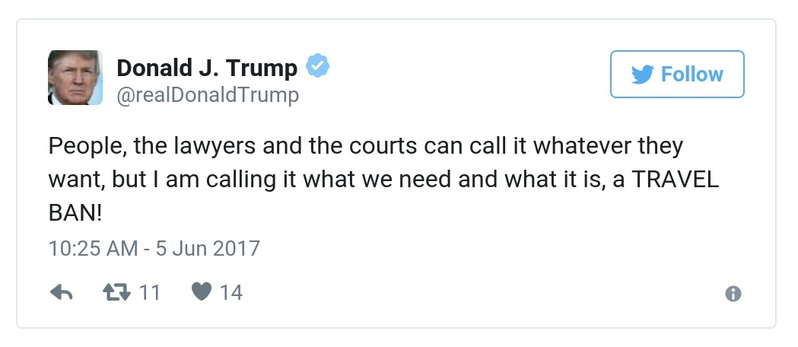 Donald J. Trump
Follow
@realDonaldTrump
People, the lawyers and the courts can call it whatever they
want, but I am calling it what we need and what it is, a TRAVEL
BAN!
10:25 AM - 5 Jun 2017
11 14